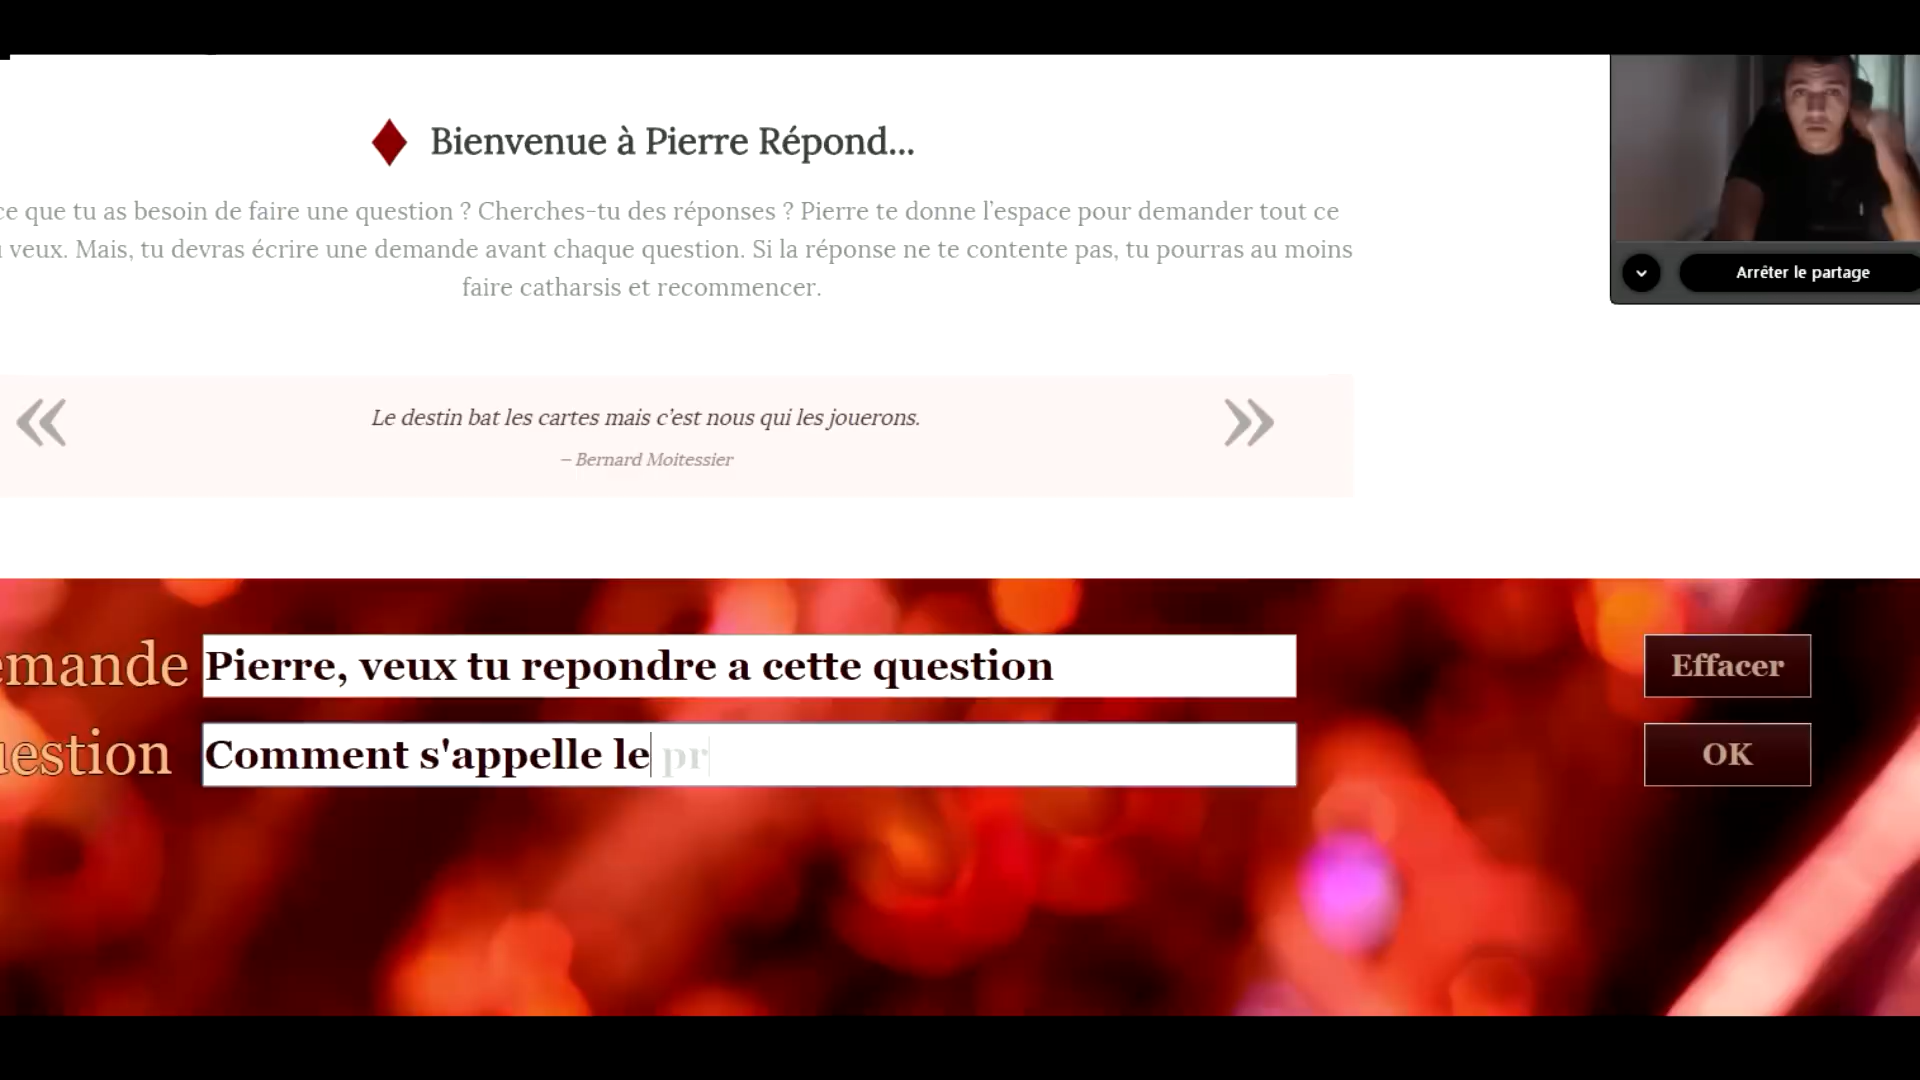 Bienvenue à Pierre Répond...
ce que tu as besoin de faire une question ? Cherches-tu des réponses ? Pierre te donne l'espace pour demander tout ce
veux. Mais, tu devras écrire une demande avant chaque question. Si la réponse ne te contente pas, tu pourras au moins
faire catharsis et recommencer.
Arrêter le partage
« Le destin bat les cartes mais c'est nous qui les jouerons. »
– Bernard Moitessier
emande Pierre, veux tu repondre a cette question Effacer
uestion Comment s'appelle le pr OK